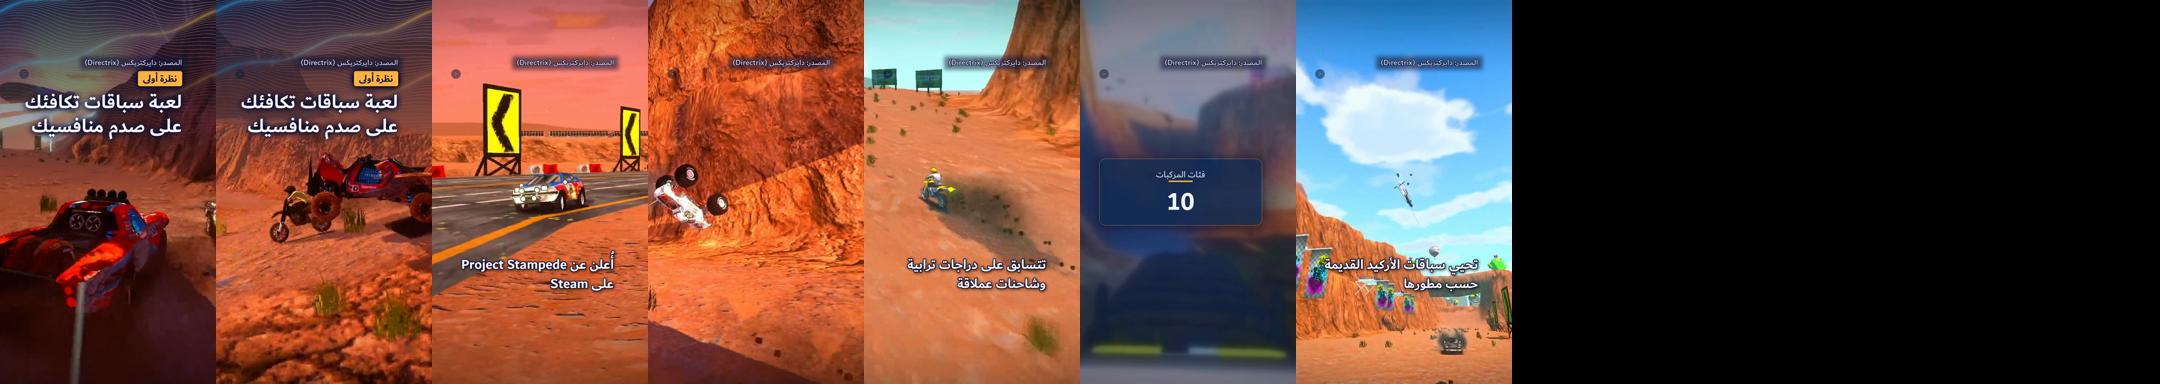 المصدر: دايركتريكس (Directrix)
نظرة أولى
لعبة سباقات تكافئك
على صدم منافسيك
المصدر: دايركتريكس (Directrix)
نظرة أولى
لعبة سباقات تكافئك
على صدم منافسيك
المصدر: دايركتريكس (Directrix)
أُعلن عن Project Stampede
على Steam
المصدر: دايركتريكس (Directrix)
المصدر: دايركتريكس (Directrix)
تتسابق على دراجات ترابية
وشاحنات عملاقة
المصدر: دايركتريكس (Directrix)
فئات المركبات
10
المصدر: دايركتريكس (Directrix)
تحيي سباقات الأركيد القديمة
حسب مطورها